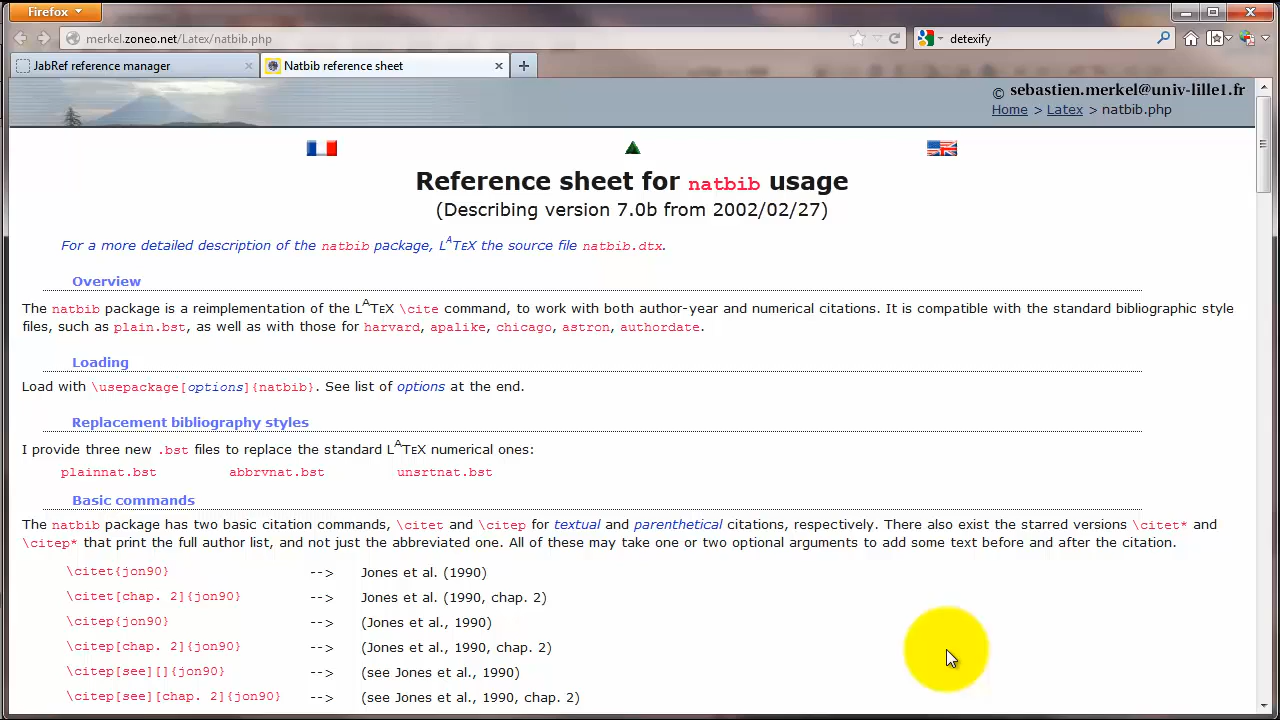 Firefox
merkel.zoneo.net/Latex/natbib.php
detexify
JabRef reference manager
Natbib reference sheet
© sebastien.merkel@univ-lille1.fr
Home > Latex > natbib.php
Reference sheet for natbib usage
(Describing version 7.0b from 2002/02/27)
For a more detailed description of the natbib package, LATEX the source file natbib.dtx.
Overview
The natbib package is a reimplementation of the LATEX \cite command, to work with both author-year and numerical citations. It is compatible with the standard bibliographic style
files, such as plain.bst, as well as with those for harvard, apalike, chicago, astron, authordate.
Loading
Load with \usepackage[options]{natbib}. See list of options at the end.
Replacement bibliography styles
I provide three new .bst files to replace the standard LATEX numerical ones:
plainnat.bst abbrvnat.bst unsrtnat.bst
Basic commands
The natbib package has two basic citation commands, \citet and \citep for textual and parenthetical citations, respectively. There also exist the starred versions \citet* and
\citep* that print the full author list, and not just the abbreviated one. All of these may take one or two optional arguments to add some text before and after the citation.
\citet{jon90} --> Jones et al. (1990)
\citet[chap. 2]{jon90} --> Jones et al. (1990, chap. 2)
\citep{jon90} --> (Jones et al., 1990)
\citep[chap. 2]{jon90} --> (Jones et al., 1990, chap. 2)
\citep[see][]{jon90} --> (see Jones et al., 1990)
\citep[see][chap. 2]{jon90} --> (see Jones et al., 1990, chap. 2)